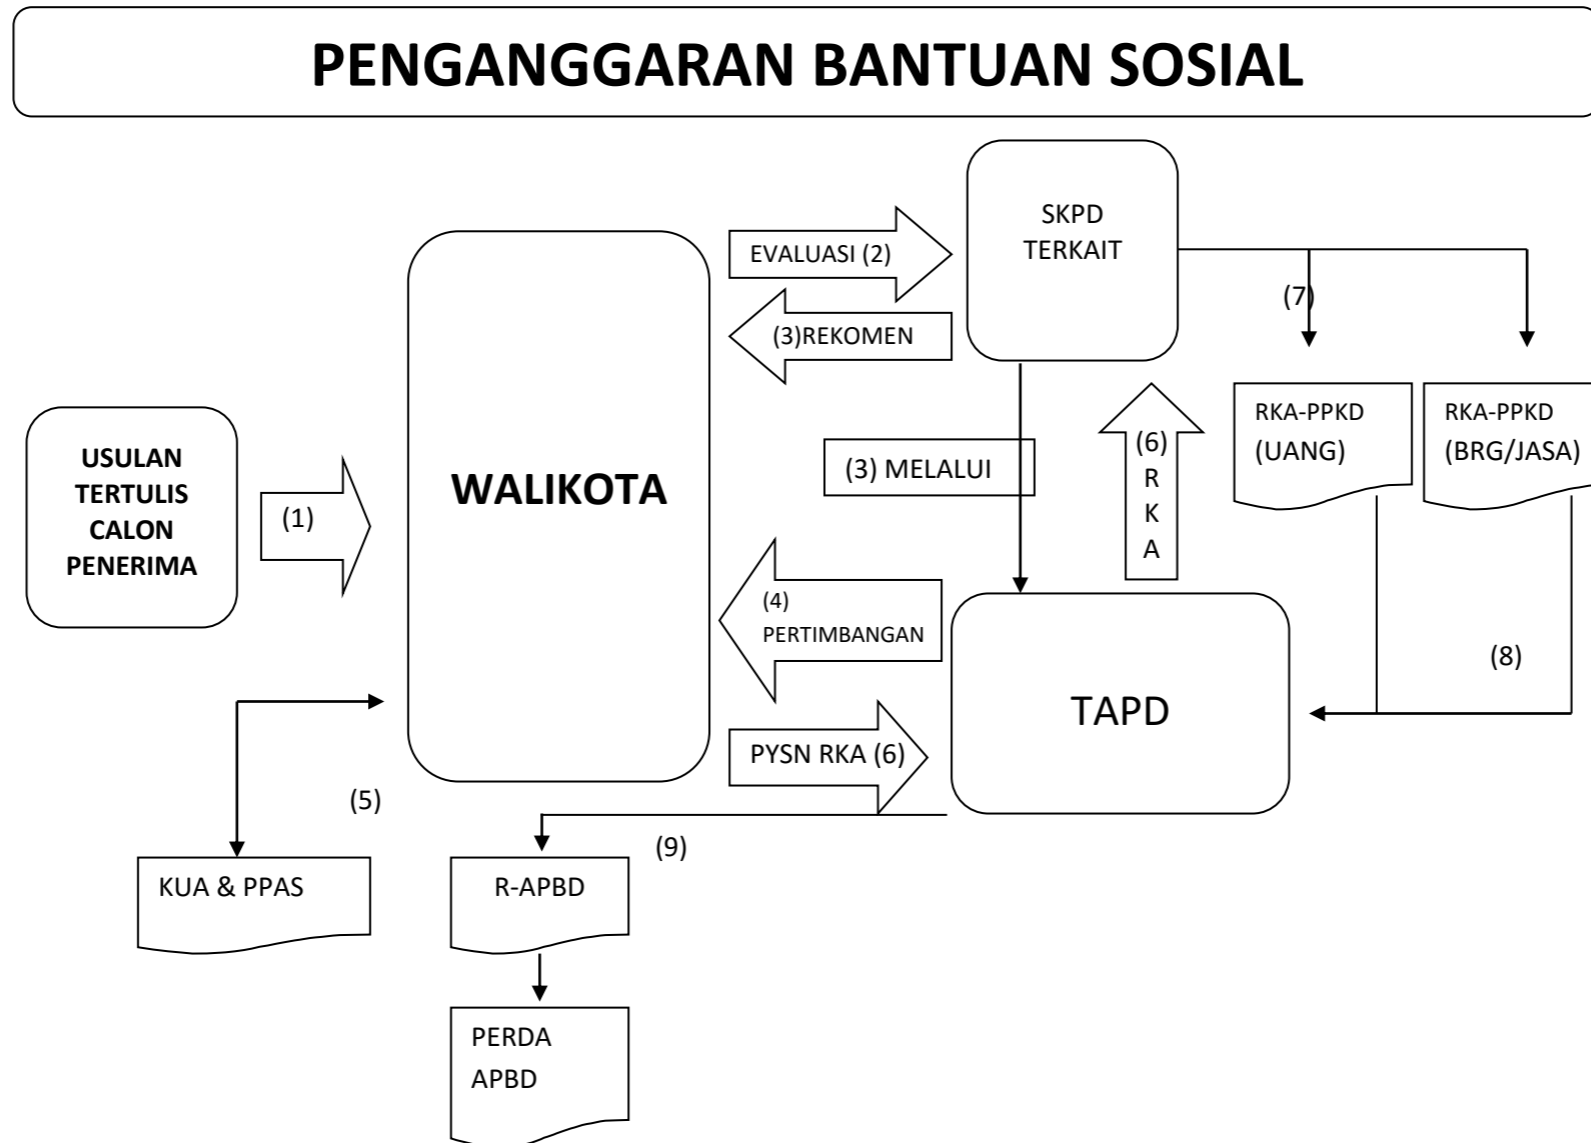 PENGANGGARAN BANTUAN SOSIAL
SKPD
TERKAIT
EVALUASI (2)
(3)REKOMEN
(7)
RKA-PPKD
(UANG)
RKA-PPKD
(BRG/JASA)
USULAN
TERTULIS
CALON
PENERIMA
(1)
WALIKOTA
(3) MELALUI
(6)
R
K
A
(4)
PERTIMBANGAN
(8)
TAPD
PYSN RKA (6)
(5)
(9)
KUA & PPAS
R-APBD
PERDA
APBD